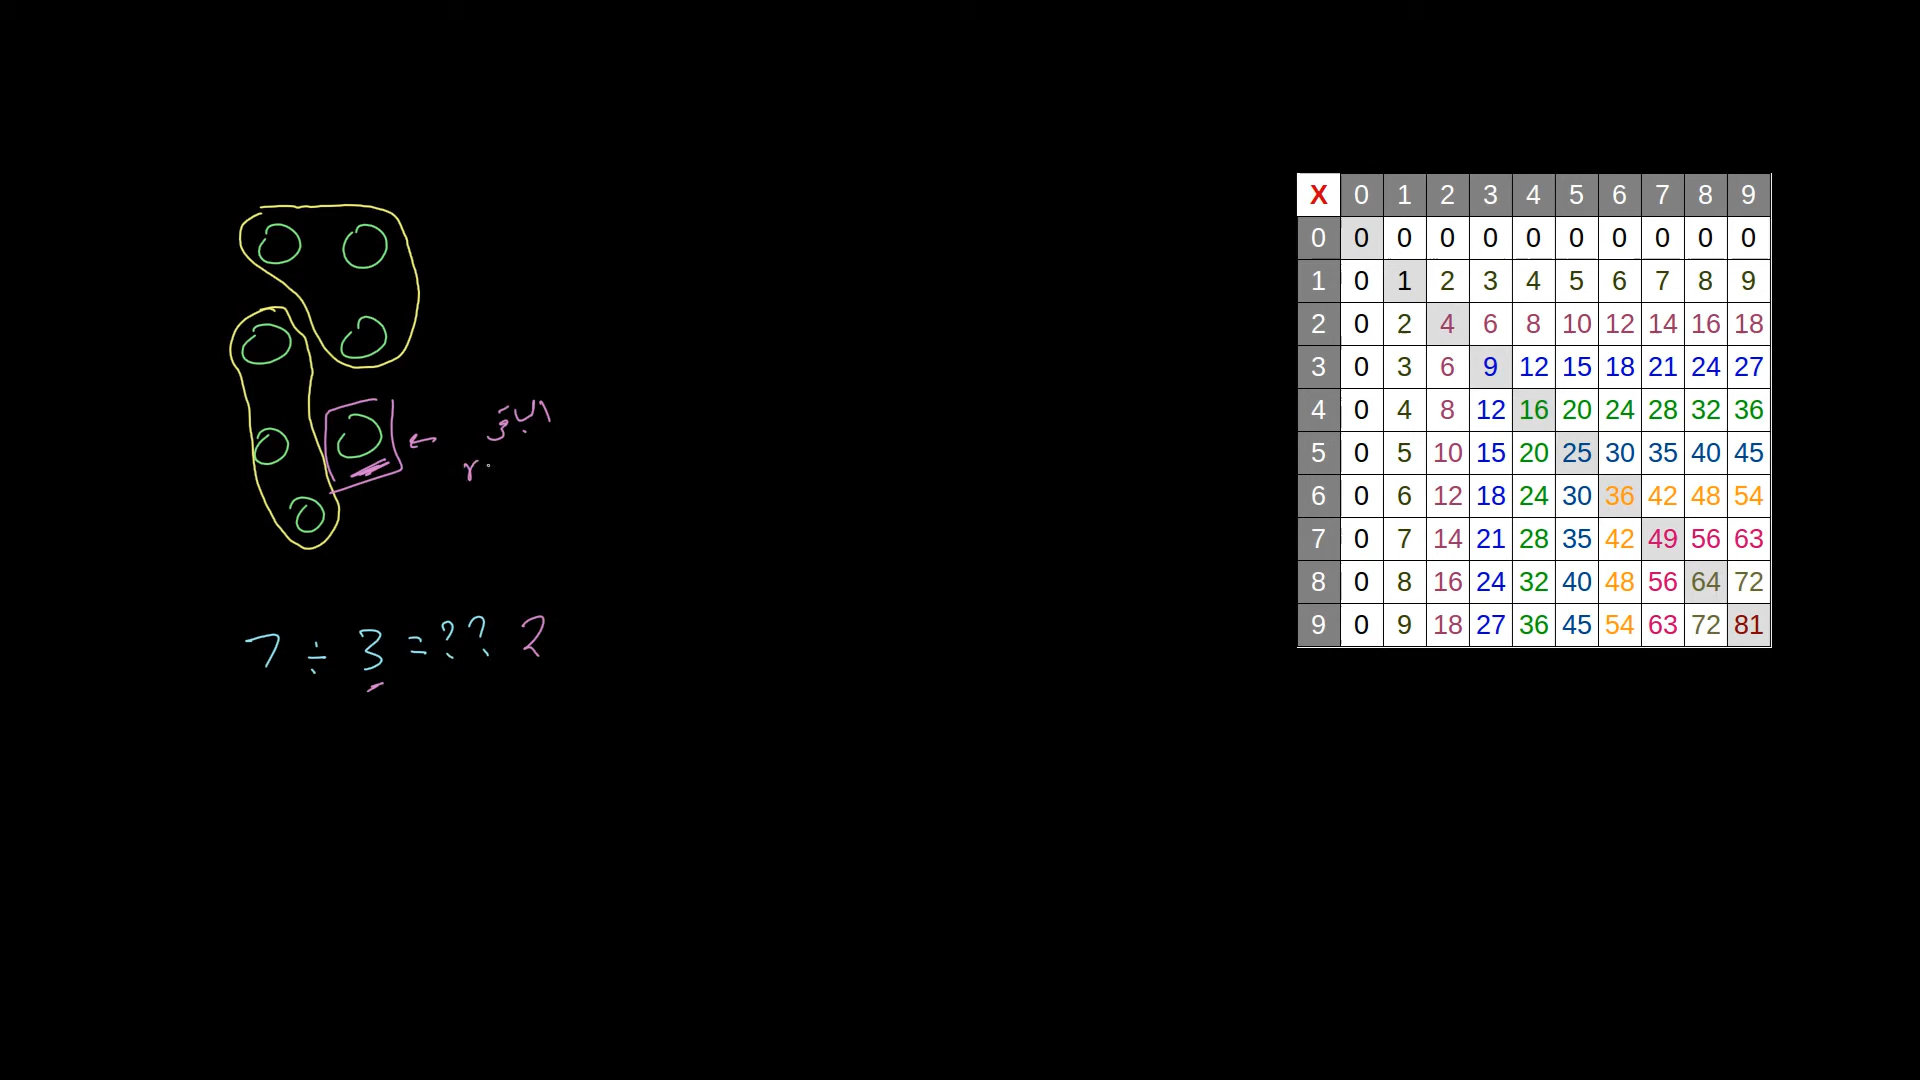 باقی
r
7 ÷ 3 = ?? 2
X 0 1 2 3 4 5 6 7 8 9
0 0 0 0 0 0 0 0 0 0 0
1 0 1 2 3 4 5 6 7 8 9
2 0 2 4 6 8 10 12 14 16 18
3 0 3 6 9 12 15 18 21 24 27
4 0 4 8 12 16 20 24 28 32 36
5 0 5 10 15 20 25 30 35 40 45
6 0 6 12 18 24 30 36 42 48 54
7 0 7 14 21 28 35 42 49 56 63
8 0 8 16 24 32 40 48 56 64 72
9 0 9 18 27 36 45 54 63 72 81